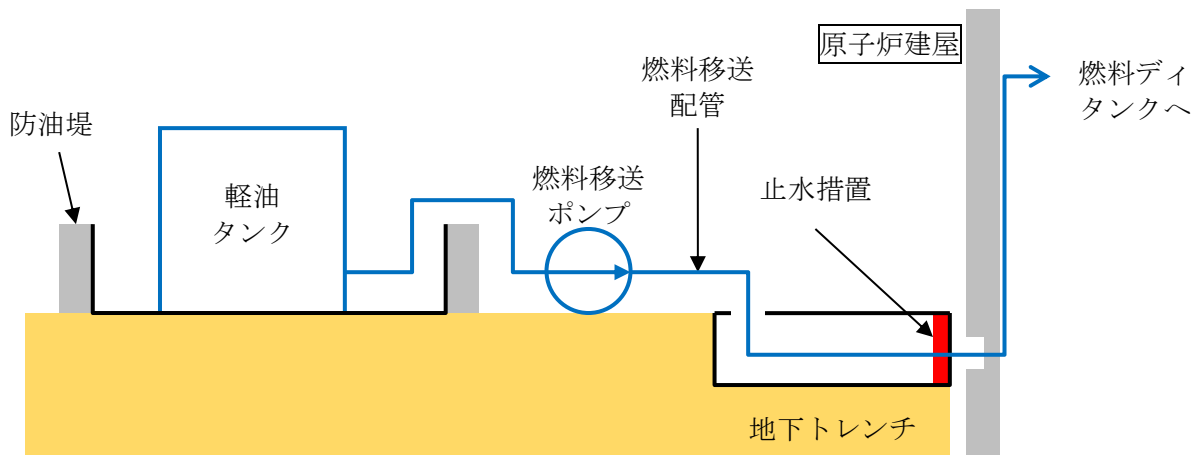 原子炉建屋
燃料移送
配管
燃料ディ
タンクへ
防油堤
軽油
タンク
燃料移送
ポンプ
止水措置
地下トレンチ